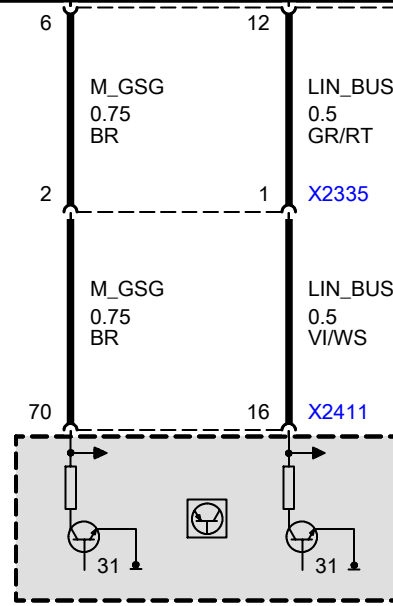 6 12
M_GSG LIN_BUS
0.75 0.5
BR GR/RT
2 1 X2335
M_GSG LIN_BUS
0.75 0.5
BR VI/WS
70 16 X2411
31 31